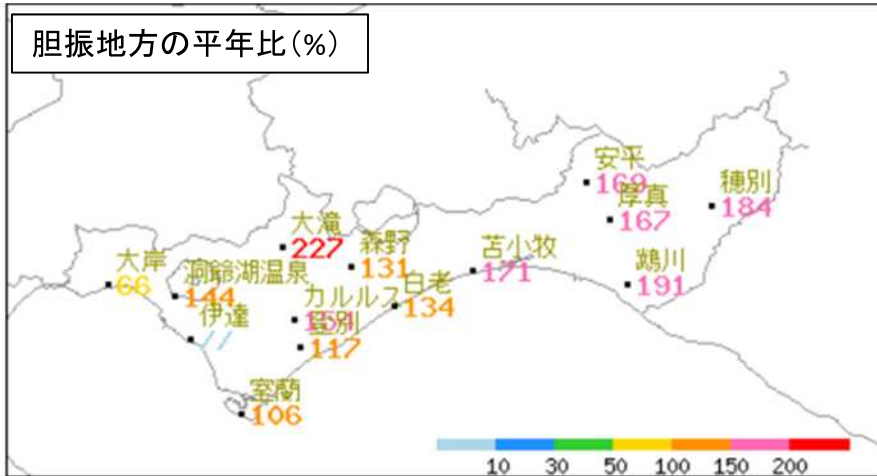 胆振地方の平年比(%)
安平
169
穂別
184
厚真
167
大滝
227
森野
131
苫小牧
171
鵡川
191
大岸
66
洞爺湖温泉
144
カルルス
白老
134
伊達
//
登別
117
室蘭
106
10 30 50 100 150 200